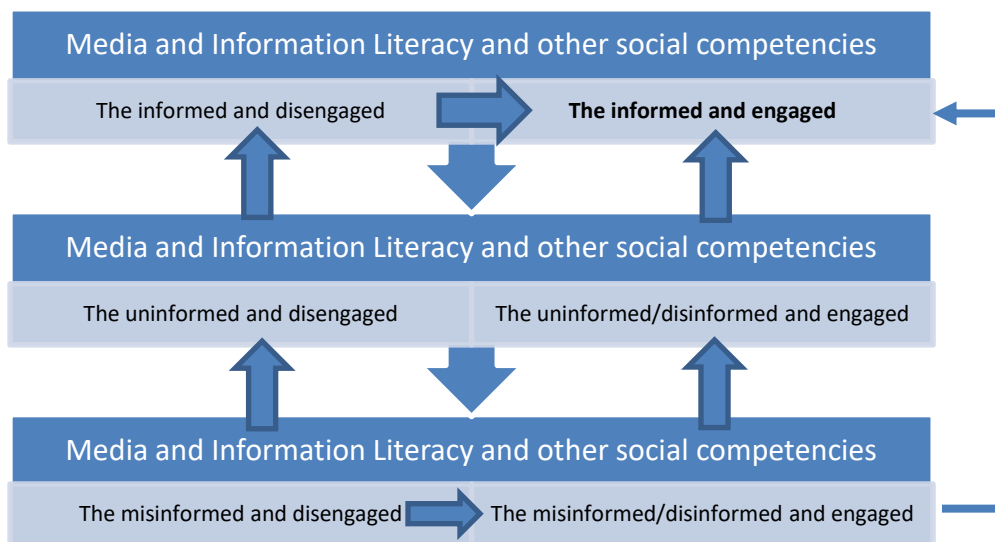 Media and Information Literacy and other social competencies
The informed and disengaged
The informed and engaged
Media and Information Literacy and other social competencies
The uninformed and disengaged
The uninformed/disinformed and engaged
Media and Information Literacy and other social competencies
The misinformed and disengaged
The misinformed/disinformed and engaged